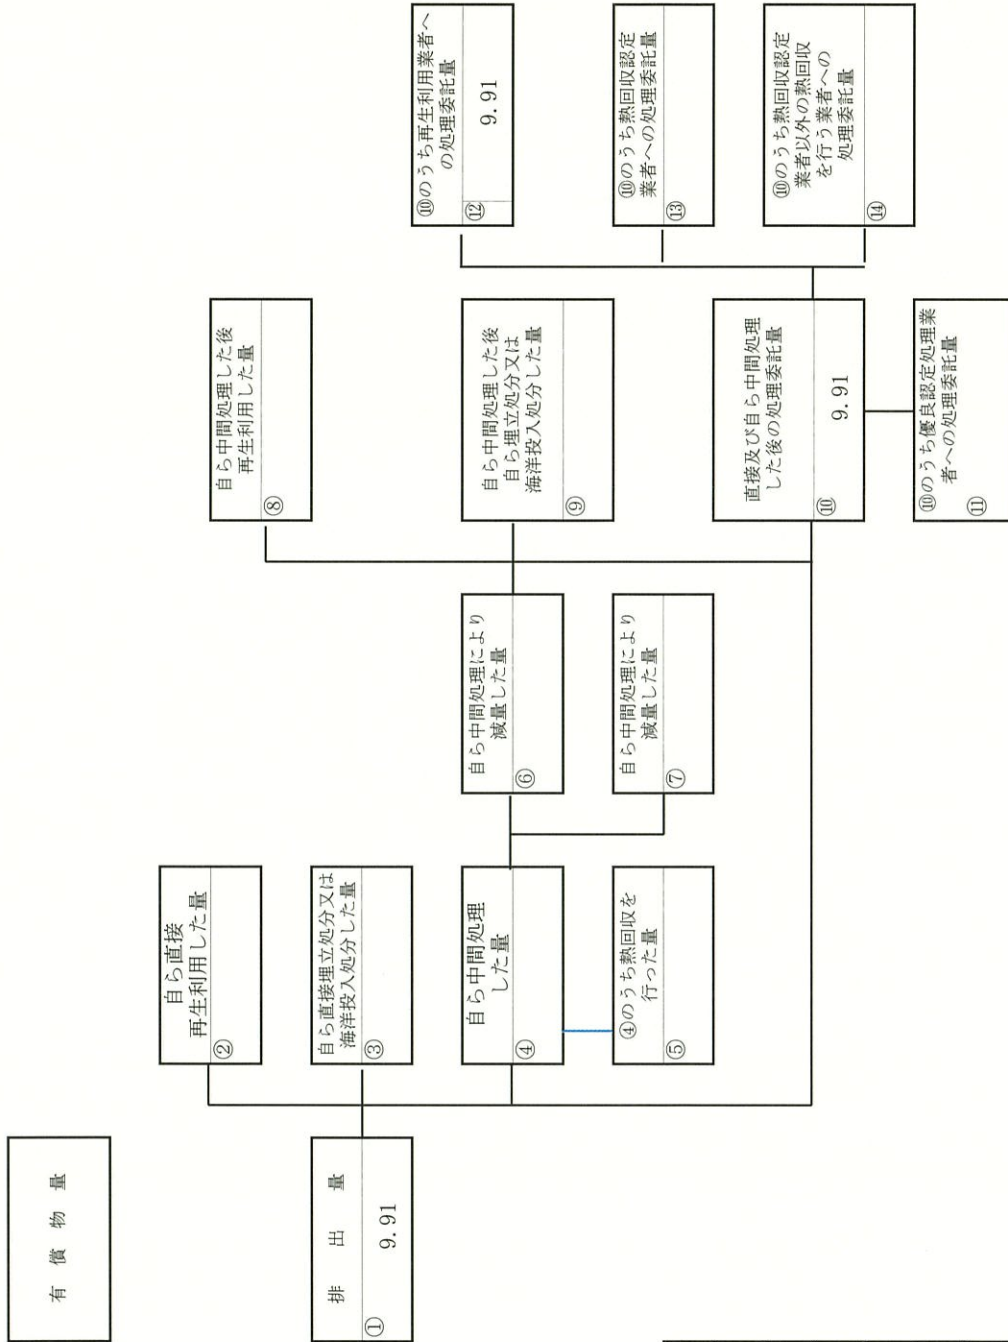 有 償 物 量
排 出 量
①
9.91
自ら直接
再生利用した量
②
自ら直接埋立処分又は
海洋投入処分した量
③
自ら中間処理
した量
④
④のうち熱回収を
行った量
⑤
自ら中間処理により
減量した量
⑥
自ら中間処理により
減量した量
⑦
自ら中間処理した後
再生利用した量
⑧
自ら中間処理した後
自ら埋立処分又は
海洋投入処分した量
⑨
直接及び自ら中間処理
した後の処理委託量
⑩
9.91
⑩のうち優良認定処理業
者への処理委託量
⑪
⑩のうち再生利用業者へ
の処理委託量
⑫
9.91
⑩のうち熱回収認定
業者への処理委託量
⑬
⑩のうち熱回収認定
業者以外の熱回収
を行う業者への
処理委託量
⑭